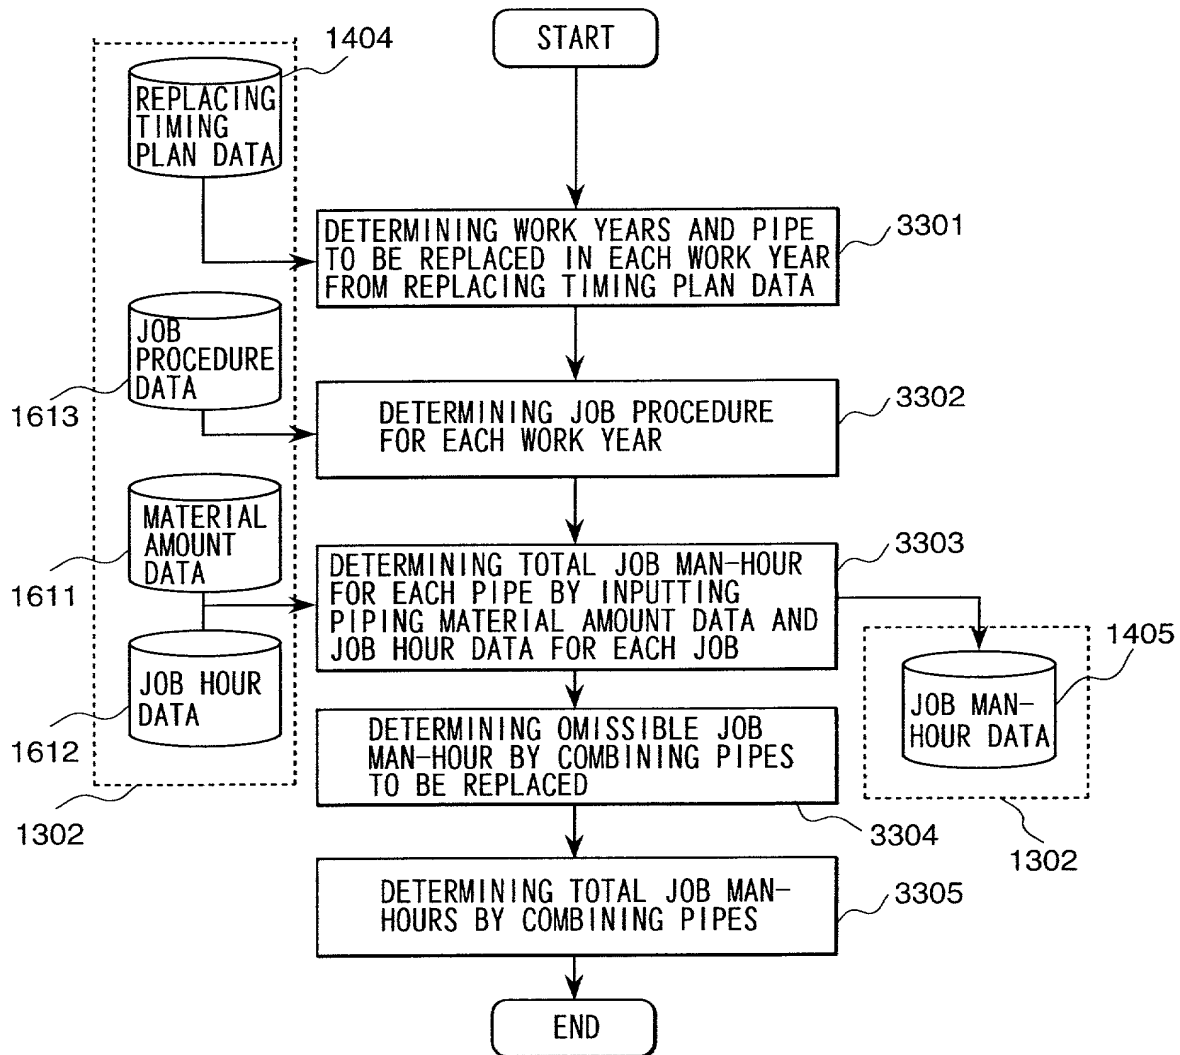 START
1404
REPLACING
TIMING
PLAN DATA
DETERMINING WORK YEARS AND PIPE
TO BE REPLACED IN EACH WORK YEAR
FROM REPLACING TIMING PLAN DATA
3301
JOB
PROCEDURE
DATA
1613
DETERMINING JOB PROCEDURE
FOR EACH WORK YEAR
3302
MATERIAL
AMOUNT
DATA
1611
DETERMINING TOTAL JOB MAN-HOUR
FOR EACH PIPE BY INPUTTING
PIPING MATERIAL AMOUNT DATA AND
JOB HOUR DATA FOR EACH JOB
3303
JOB HOUR
DATA
1612
1302
1405
JOB MAN-
HOUR DATA
1302
DETERMINING OMISSIBLE JOB
MAN-HOUR BY COMBINING PIPES
TO BE REPLACED
3304
DETERMINING TOTAL JOB MAN-
HOURS BY COMBINING PIPES
3305
END